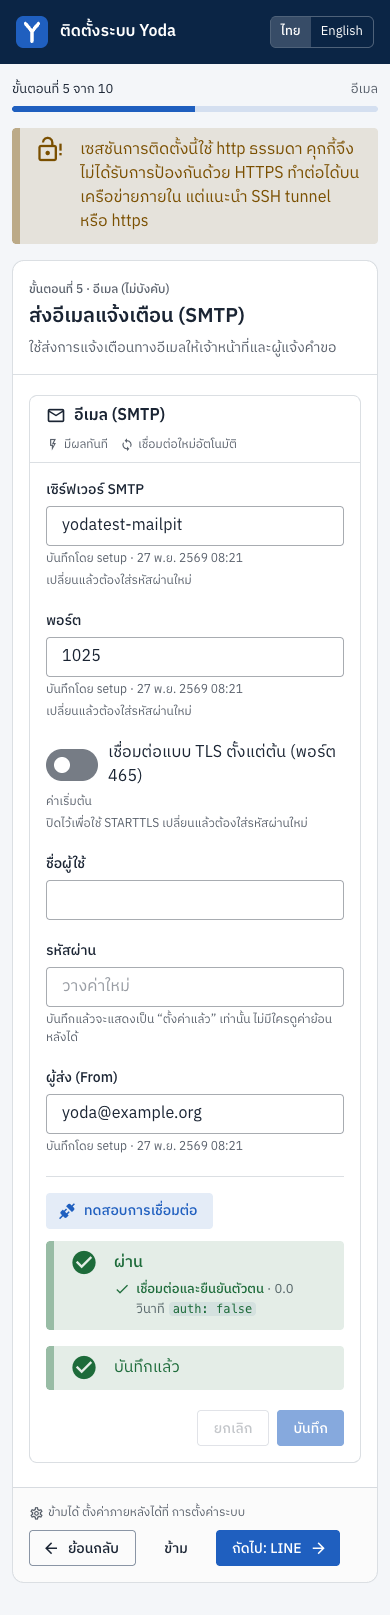 Y ติดตั้งระบบ Yoda ไทย English
ขั้นตอนที่ 5 จาก 10 อีเมล
เซสชันการติดตั้งนี้ใช้ http ธรรมดา คุกกี้จึง
ไม่ได้รับการป้องกันด้วย HTTPS ทำต่อได้บน
เครือข่ายภายใน แต่แนะนำ SSH tunnel
หรือ https
ขั้นตอนที่ 5 · อีเมล (ไม่บังคับ)
ส่งอีเมลแจ้งเตือน (SMTP)
ใช้ส่งการแจ้งเตือนทางอีเมลให้เจ้าหน้าที่และผู้แจ้งคำขอ
อีเมล (SMTP)
มีผลทันที เชื่อมต่อใหม่อัตโนมัติ
เซิร์ฟเวอร์ SMTP
yodatest-mailpit
บันทึกโดย setup · 27 พ.ย. 2569 08:21
เปลี่ยนแล้วต้องใส่รหัสผ่านใหม่
พอร์ต
1025
บันทึกโดย setup · 27 พ.ย. 2569 08:21
เปลี่ยนแล้วต้องใส่รหัสผ่านใหม่
เชื่อมต่อแบบ TLS ตั้งแต่ต้น (พอร์ต
465)
ค่าเริ่มต้น
ปิดไว้เพื่อใช้ STARTTLS เปลี่ยนแล้วต้องใส่รหัสผ่านใหม่
ชื่อผู้ใช้
รหัสผ่าน
วางค่าใหม่
บันทึกแล้วจะแสดงเป็น “ตั้งค่าแล้ว” เท่านั้น ไม่มีใครดูค่าย้อน
หลังได้
ผู้ส่ง (From)
yoda@example.org
บันทึกโดย setup · 27 พ.ย. 2569 08:21
ทดสอบการเชื่อมต่อ
ผ่าน
เชื่อมต่อและยืนยันตัวตน · 0.0
วินาที auth: false
บันทึกแล้ว
ยกเลิก บันทึก
ข้ามได้ ตั้งค่าภายหลังได้ที่ การตั้งค่าระบบ
ย้อนกลับ ข้าม ถัดไป: LINE